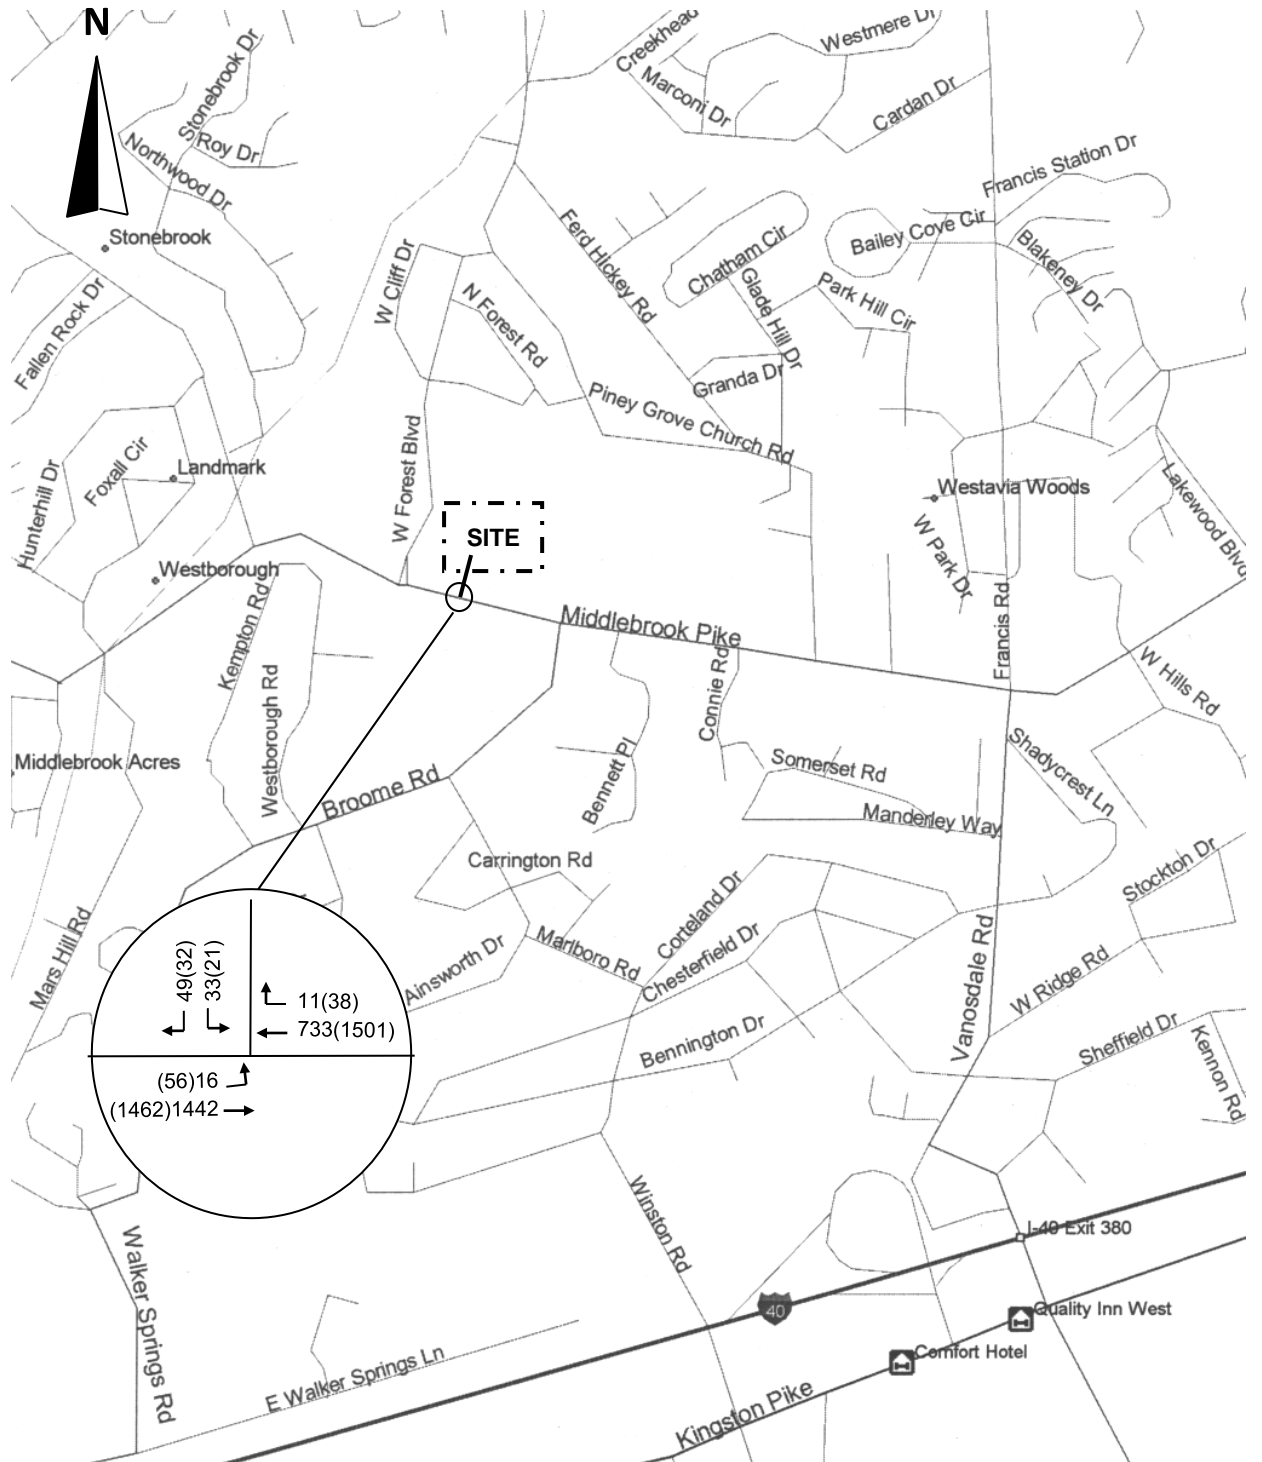 N
Creekhead
Westmere Dr
Marconi Dr
Cardan Dr
Stonebrook Dr
Roy Dr
Northwood Dr
Francis Station Dr
Stonebrook
Ferd Hickey Rd
Chatham Cir
Bailey Cove Cir
Blakeney Dr
W Cliff Dr
N Forest Rd
Glade Hill Dr
Park Hill Cir
Fallen Rock Dr
Granda Dr
Piney Grove Church Rd
Foxall Cir
Landmark
Hunterhill Dr
W Forest Blvd
Westavia Woods
Lakewood Blvd
W Park Dr
SITE
Westborough
Kempton Rd
Middlebrook Pike
Francis Rd
Connie Rd
W Hills Rd
Westborough Rd
Middlebrook Acres
Bennett Pl
Somerset Rd
Shadycrest Ln
Broome Rd
Manderley Way
Carrington Rd
Stockton Dr
Corteland Dr
Mars Hill Rd
Ainsworth Dr
Marlboro Rd
Chesterfield Dr
Vanosdale Rd
W Ridge Rd
49(32)
33(21)
11(38)
733(1501)
(56)16
(1462)1442
Bennington Dr
Sheffield Dr
Kennon Rd
Winston Rd
Walker Springs Rd
I-40 Exit 380
40
Quality Inn West
Comfort Hotel
E Walker Springs Ln
Kingston Pike